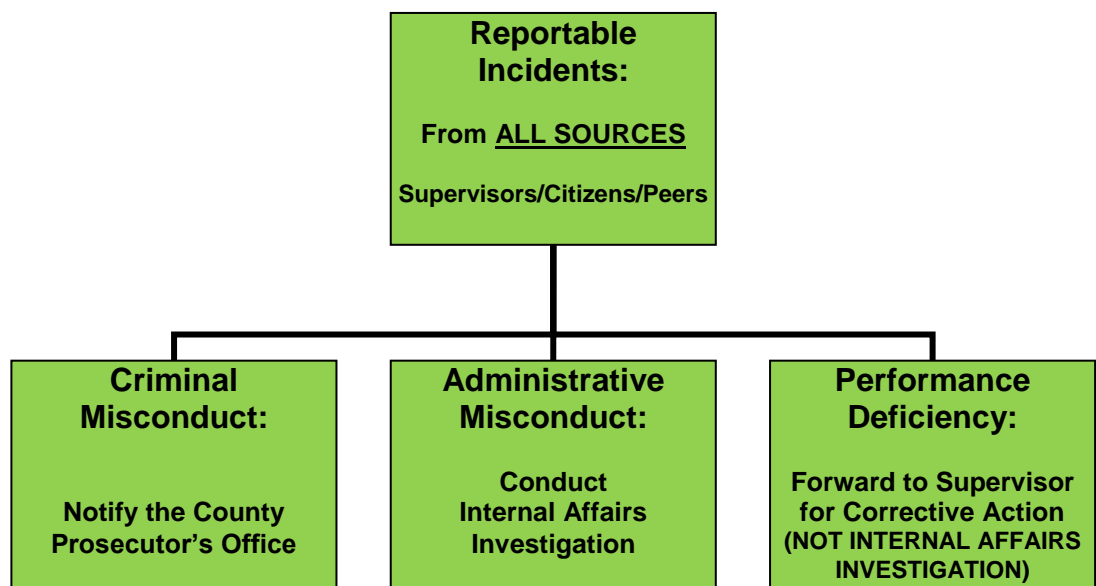 Reportable
Incidents:
From ALL SOURCES
Supervisors/Citizens/Peers
Criminal
Misconduct:
Notify the County
Prosecutor's Office
Administrative
Misconduct:
Conduct
Internal Affairs
Investigation
Performance
Deficiency:
Forward to Supervisor
for Corrective Action
(NOT INTERNAL AFFAIRS
INVESTIGATION)